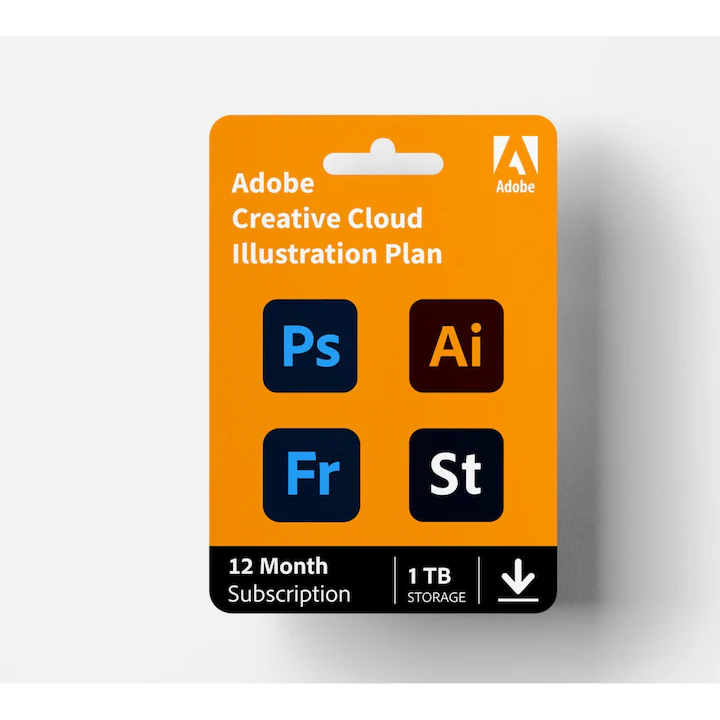 Adobe
Creative Cloud
Illustration Plan
Adobe
Ps
Ai
Fr
St
12 Month
Subscription
1 TB
STORAGE